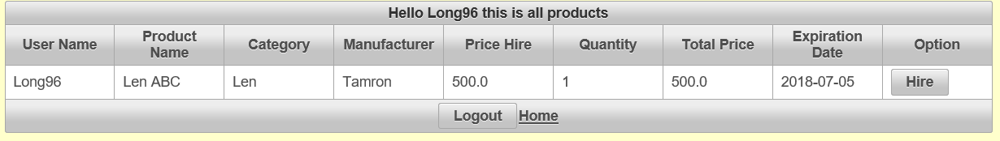 Hello Long96 this is all products
User Name Product Name Category Manufacturer Price Hire Quantity Total Price Expiration Date Option
Long96 Len ABC Len Tamron 500.0 1 500.0 2018-07-05 Hire
Logout Home